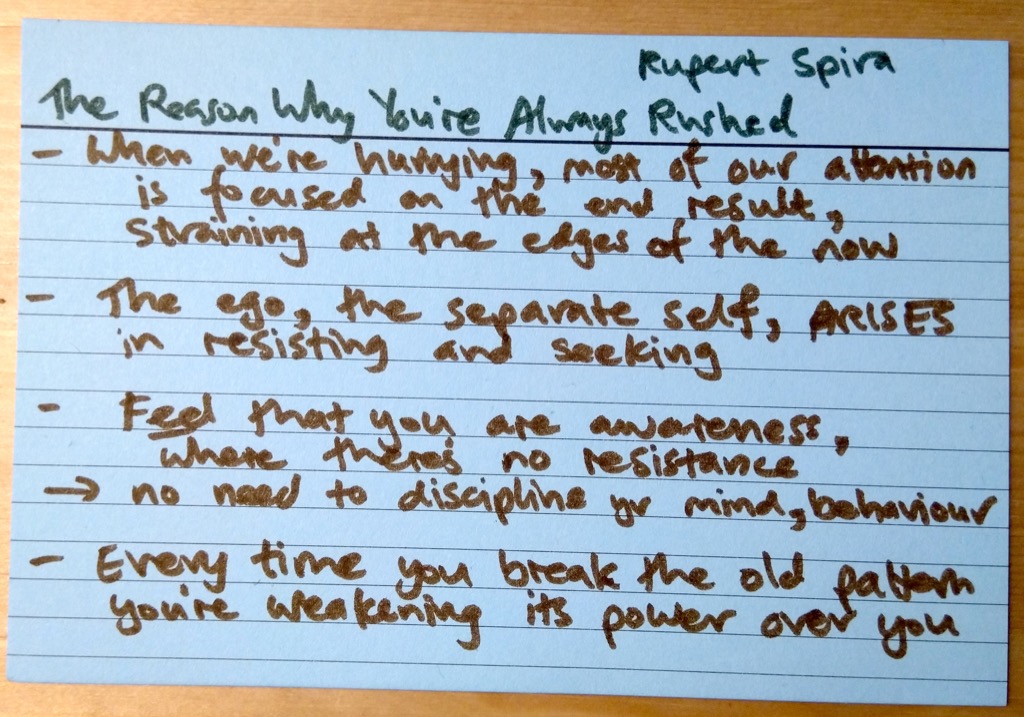 Rupert Spira
The Reason Why You're Always Rushed
- When we're hurrying, most of our attention
is focused on the end result,
straining at the edges of the now
- The ego, the separate self, ARISES
in resisting and seeking
- Feel that you are awareness,
where there's no resistance
→ no need to discipline yr mind, behaviour
- Every time you break the old pattern
you're weakening its power over you